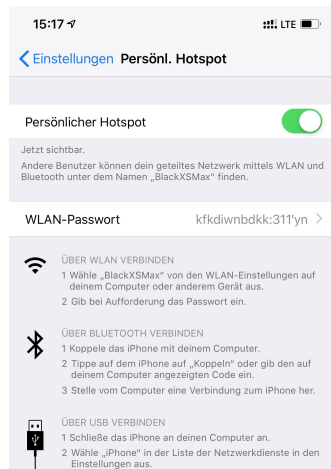 15:17 LTE
Einstellungen Persönl. Hotspot
Persönlicher Hotspot
Jetzt sichtbar.
Andere Benutzer können dein geteiltes Netzwerk mittels WLAN und
Bluetooth unter dem Namen „BlackXSMax“ finden.
WLAN-Passwort kfkdiwnbdkk:311'yn
ÜBER WLAN VERBINDEN
1 Wähle „BlackXSMax“ von den WLAN-Einstellungen auf
deinem Computer oder anderem Gerät aus.
2 Gib bei Aufforderung das Passwort ein.
ÜBER BLUETOOTH VERBINDEN
1 Koppele das iPhone mit deinem Computer.
2 Tippe auf dem iPhone auf „Koppeln“ oder gib den auf
deinem Computer angezeigten Code ein.
3 Stelle vom Computer eine Verbindung zum iPhone her.
ÜBER USB VERBINDEN
1 Schließe das iPhone an deinen Computer an.
2 Wähle „iPhone“ in der Liste der Netzwerkdienste in den
Einstellungen aus.